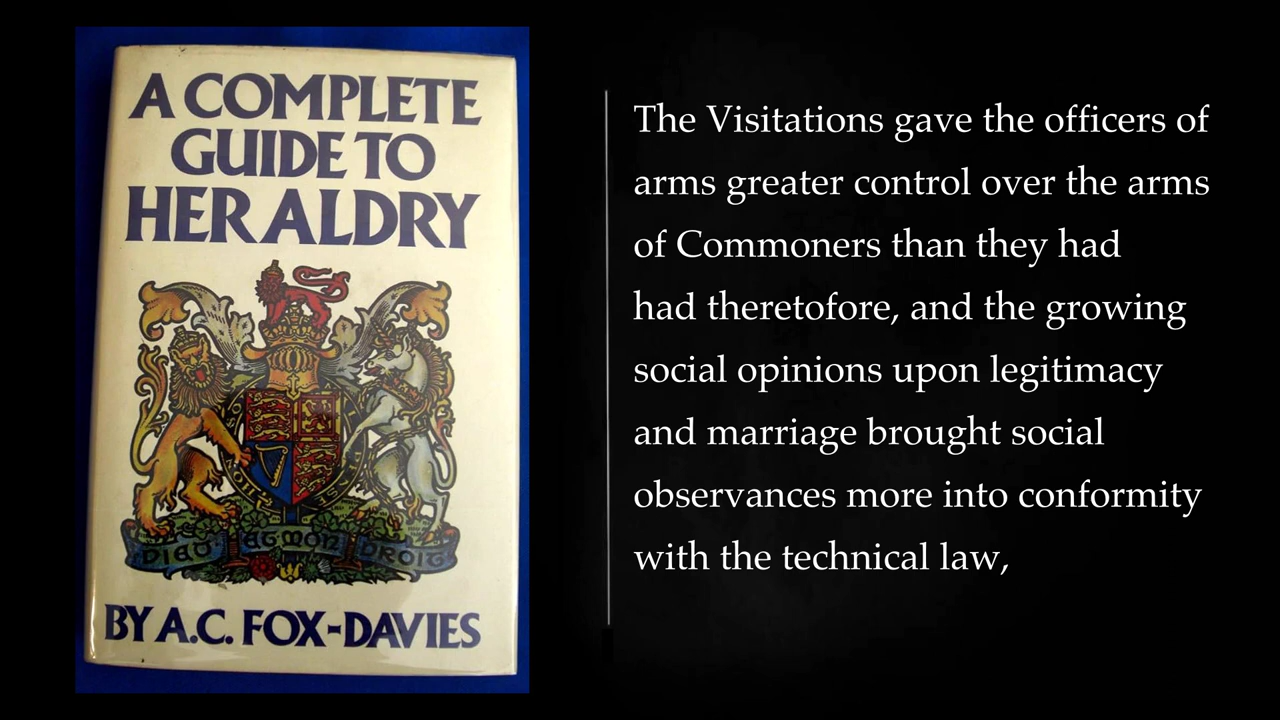 A COMPLETE
GUIDE TO
HERALDRY
DIEU ET MON DROIT
BY A.C. FOX-DAVIES
The Visitations gave the officers of
arms greater control over the arms
of Commoners than they had
had theretofore, and the growing
social opinions upon legitimacy
and marriage brought social
observances more into conformity
with the technical law,